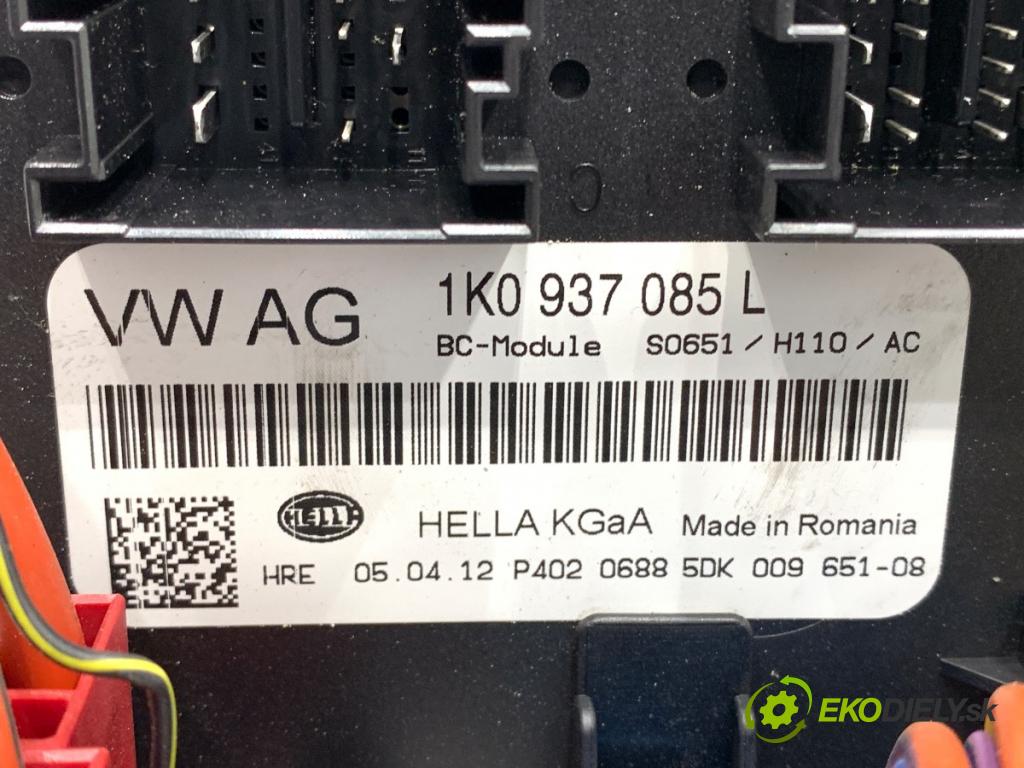 VW AG 1K0 937 085 L
BC-Module S0651 / H110 / AC
HELLA HELLA KGaA Made in Romania
HRE 05.04.12 P402 0688 5DK 009 651-08
EKODIELY.sk